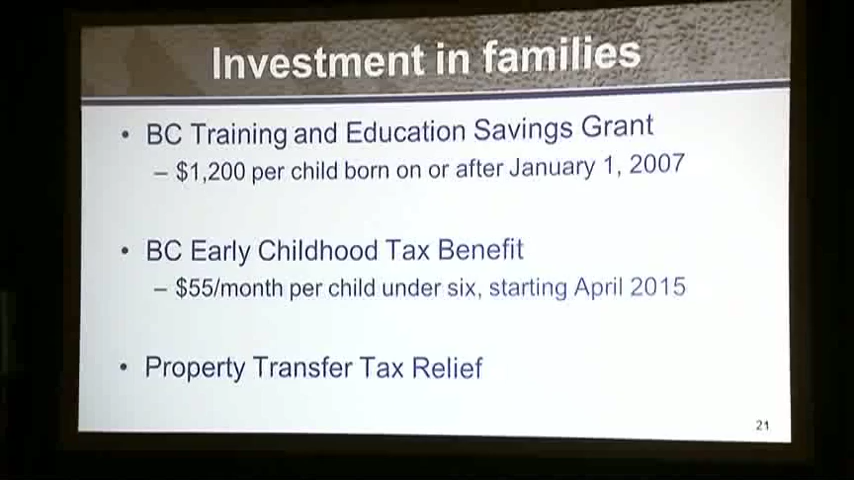 Investment in families
• BC Training and Education Savings Grant
– $1,200 per child born on or after January 1, 2007
• BC Early Childhood Tax Benefit
– $55/month per child under six, starting April 2015
• Property Transfer Tax Relief
21